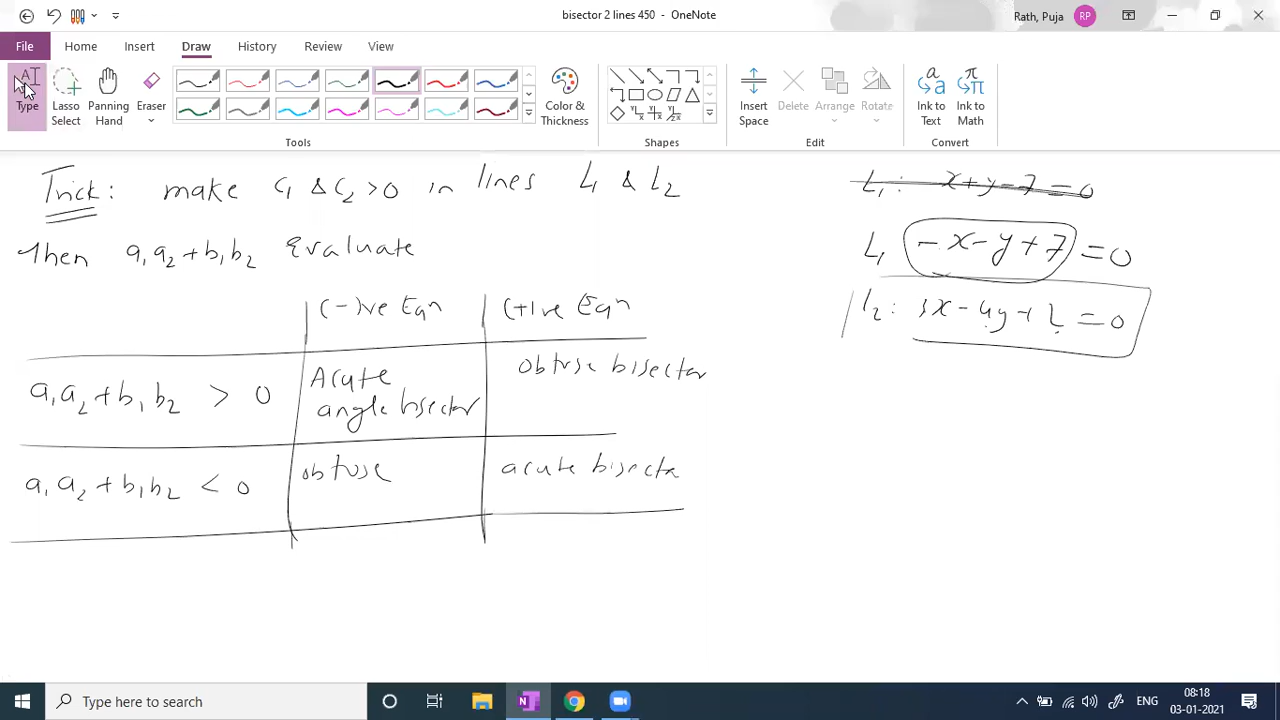 bisector 2 lines 450 - OneNote
Rath, Puja
RP
File
Home
Insert
Draw
History
Review
View
Type
Lasso Select
Panning Hand
Eraser
Color & Thickness
Insert Space
Delete
Arrange
Rotate
Ink to Text
Ink to Math
Tools
Shapes
Edit
Convert
Trick: make C1 & C2 > 0 in lines L1 & L2
Then a1a2 + b1b2 Evaluate
(-)ve Eqn
(+)ve Eqn
a1a2 + b1b2 > 0
Acute
angle bisector
obtuse bisector
a1a2 + b1b2 < 0
obtuse
acute bisecta
L1: x+y-7=0
L1 -x-y+7=0
L2: 3x-4y+2=0
Type here to search
ENG
08:18
03-01-2021